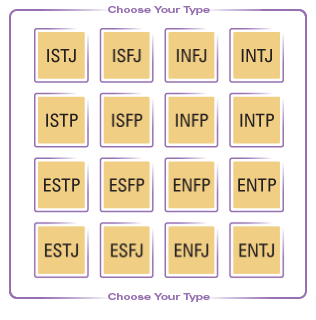 Choose Your Type
ISTJ ISFJ INFJ INTJ
ISTP ISFP INFP INTP
ESTP ESFP ENFP ENTP
ESTJ ESFJ ENFJ ENTJ
Choose Your Type